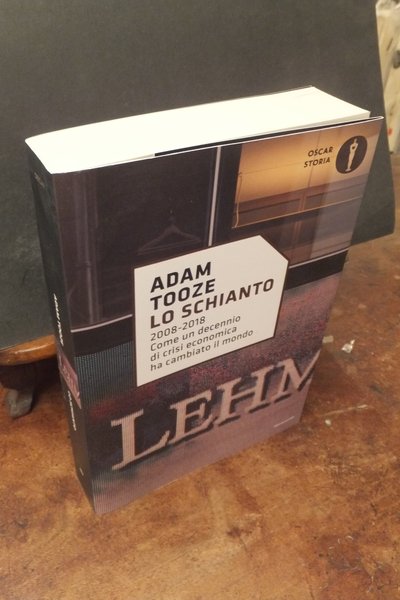 OSCAR
STORIA
ADAM
TOOZE
LO SCHIANTO
2008-2018
Come un decennio
di crisi economica
ha cambiato il mondo
LEHM